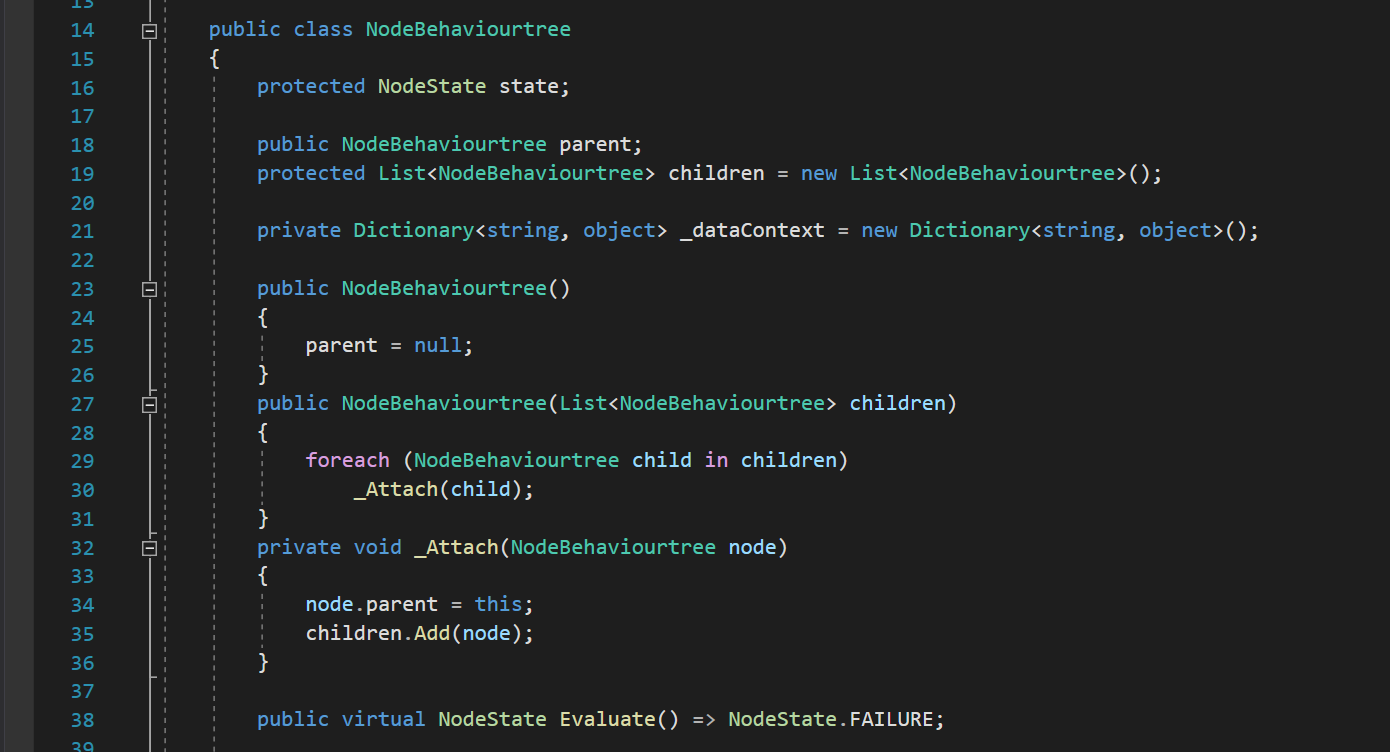 13
14 public class NodeBehaviourtree
15 {
16 protected NodeState state;
17
18 public NodeBehaviourtree parent;
19 protected List<NodeBehaviourtree> children = new List<NodeBehaviourtree>();
20
21 private Dictionary<string, object> _dataContext = new Dictionary<string, object>();
22
23 public NodeBehaviourtree()
24 {
25 parent = null;
26 }
27 public NodeBehaviourtree(List<NodeBehaviourtree> children)
28 {
29 foreach (NodeBehaviourtree child in children)
30 _Attach(child);
31 }
32 private void _Attach(NodeBehaviourtree node)
33 {
34 node.parent = this;
35 children.Add(node);
36 }
37
38 public virtual NodeState Evaluate() => NodeState.FAILURE;
39